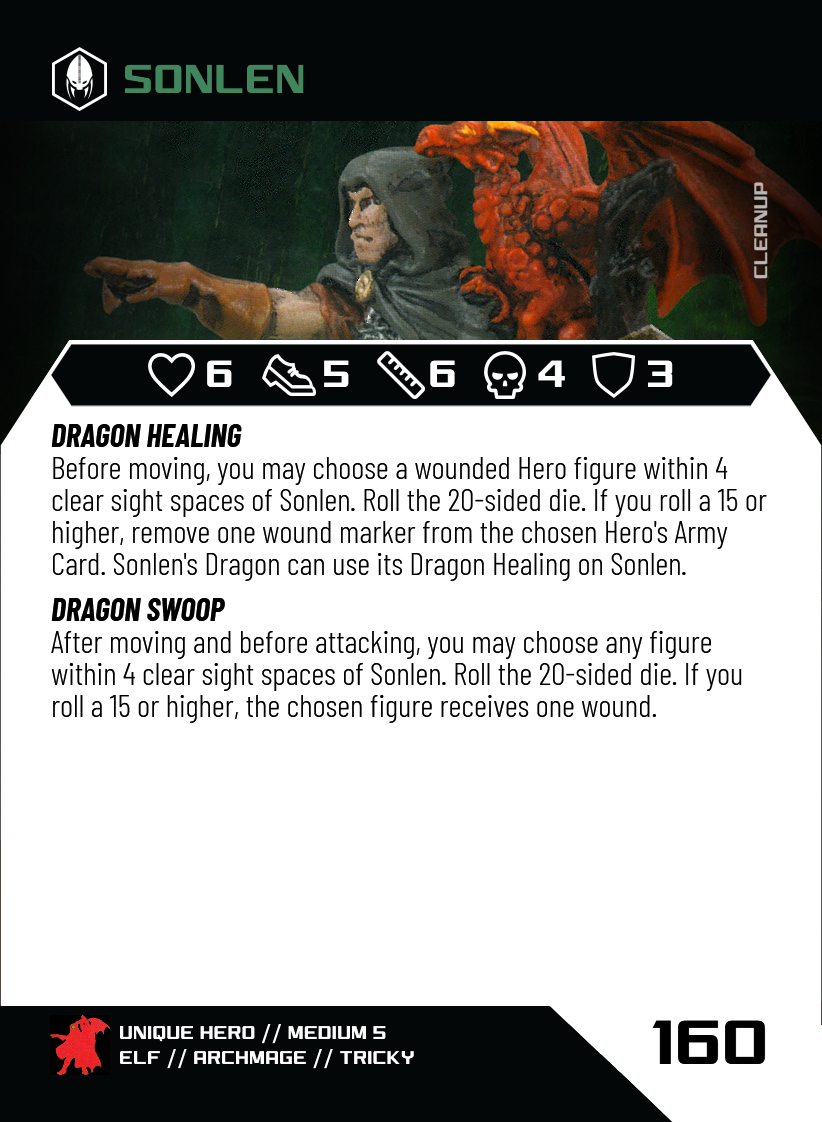 SONLEN
CLEANUP
6 5 6 4 3
DRAGON HEALING
Before moving, you may choose a wounded Hero figure within 4
clear sight spaces of Sonlen. Roll the 20-sided die. If you roll a 15 or
higher, remove one wound marker from the chosen Hero's Army
Card. Sonlen's Dragon can use its Dragon Healing on Sonlen.
DRAGON SWOOP
After moving and before attacking, you may choose any figure
within 4 clear sight spaces of Sonlen. Roll the 20-sided die. If you
roll a 15 or higher, the chosen figure receives one wound.
UNIQUE HERO // MEDIUM 5
ELF // ARCHMAGE // TRICKY
160